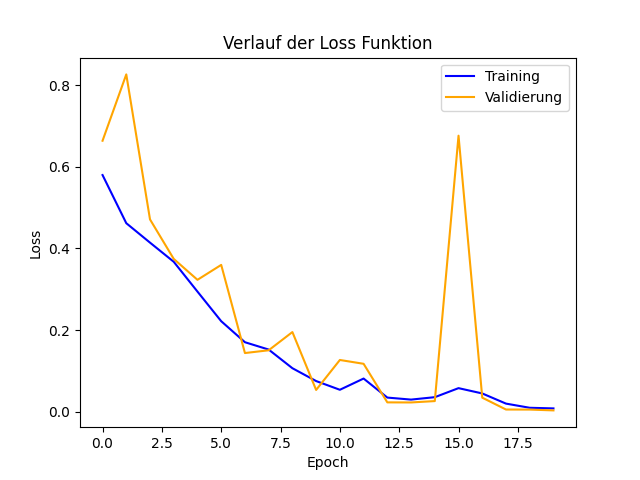 Verlauf der Loss Funktion
Training
Validierung
Loss
0.8
0.6
0.4
0.2
0.0
0.0 2.5 5.0 7.5 10.0 12.5 15.0 17.5
Epoch